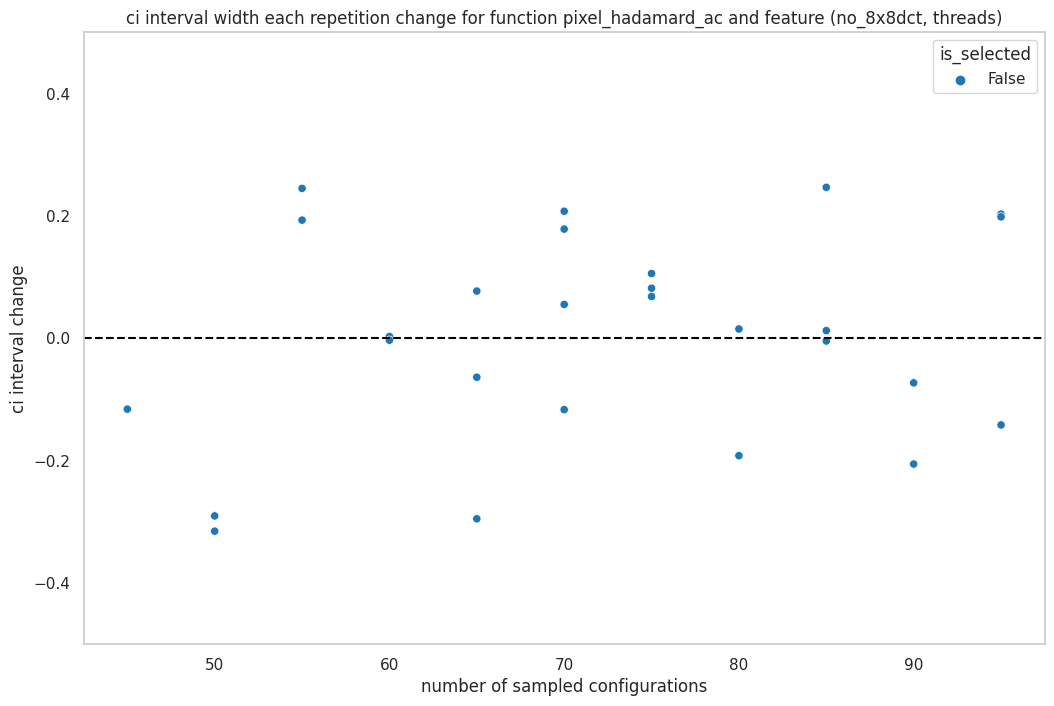 ci interval width each repetition change for function pixel_hadamard_ac and feature (no_8x8dct, threads)
is_selected
False
ci interval change
0.4
0.2
0.0
−0.2
−0.4
50
60
70
80
90
number of sampled configurations